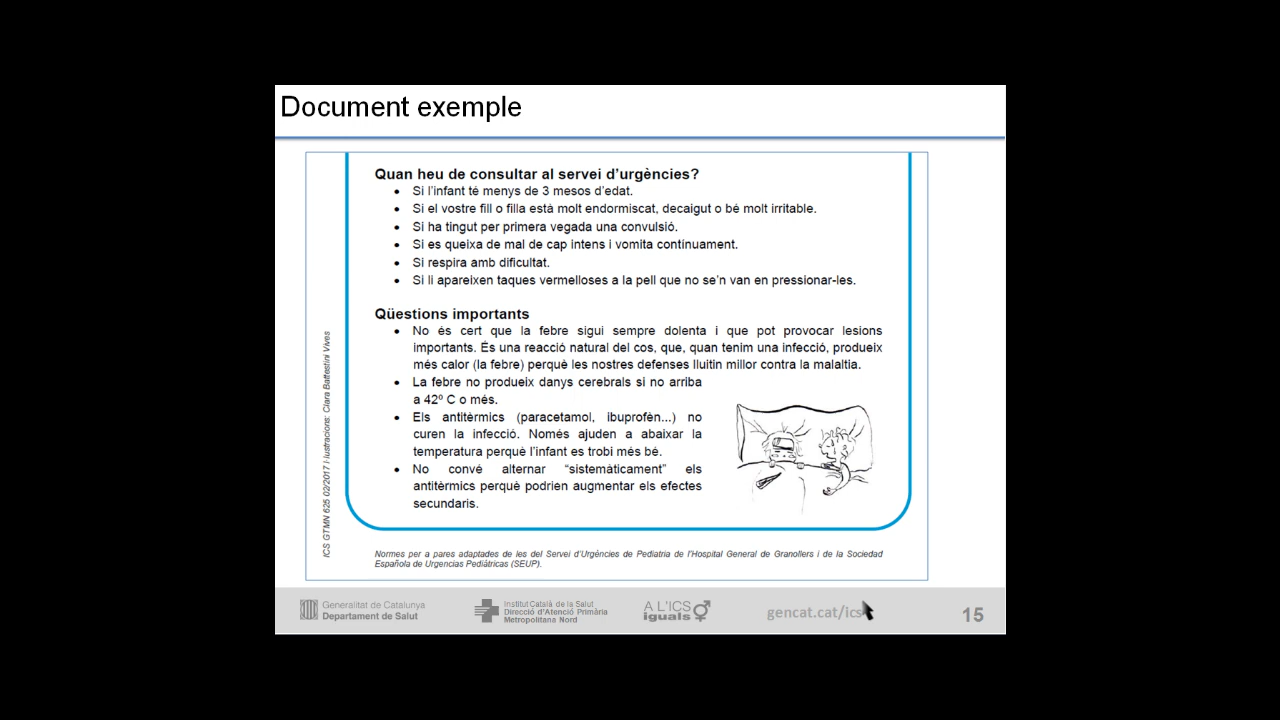 Document exemple
Quan heu de consultar al servei d'urgències?
• Si l'infant té menys de 3 mesos d'edat.
• Si el vostre fill o filla està molt endormiscat, decaigut o bé molt irritable.
• Si ha tingut per primera vegada una convulsió.
• Si es queixa de mal de cap intens i vomita contínuament.
• Si respira amb dificultat.
• Si li apareixen taques vermelloses a la pell que no se'n van en pressionar-les.
Qüestions importants
• No és cert que la febre sigui sempre dolenta i que pot provocar lesions
importants. És una reacció natural del cos, que, quan tenim una infecció, produeix
més calor (la febre) perquè les nostres defenses lluitin millor contra la malaltia.
• La febre no produeix danys cerebrals si no arriba
a 42º C o més.
• Els antitèrmics (paracetamol, ibuprofèn...) no
curen la infecció. Només ajuden a abaixar la
temperatura perquè l'infant es trobi més bé.
• No convé alternar “sistemàticament” els
antitèrmics perquè podrien augmentar els efectes
secundaris.
ICS GTMN 625 02/2017 Il·lustracions: Clara Battestini Vives
Normes per a pares adaptades de les del Servei d'Urgències de Pediatria de l'Hospital General de Granollers i de la Sociedad
Española de Urgencias Pediátricas (SEUP).
Generalitat de Catalunya
Departament de Salut
Institut Català de la Salut
Direcció d'Atenció Primària
Metropolitana Nord
A L'ICS
iguals
gencat.cat/ics
15